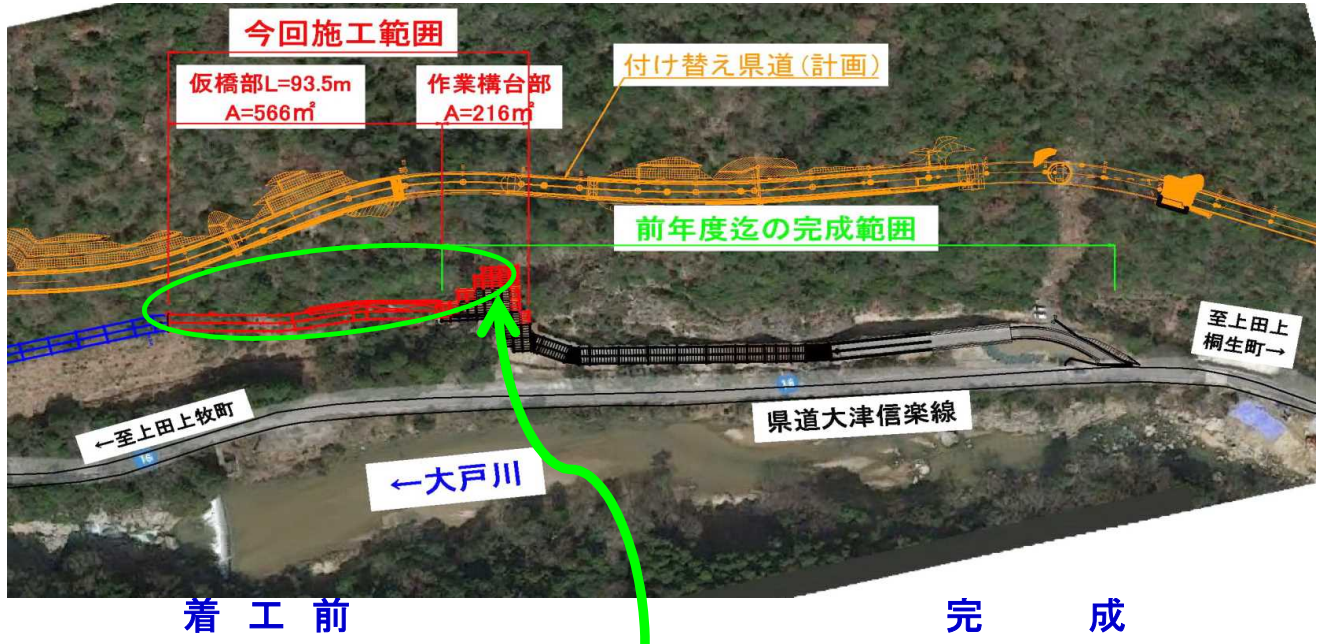 今回施工範囲
仮橋部L=93.5m
A=566㎡
作業構台部
A=216㎡
付け替え県道(計画)
前年度迄の完成範囲
至上田上
桐生町→
16
県道大津信楽線
←至上田上牧町
16
←大戸川
着 工 前
完 成